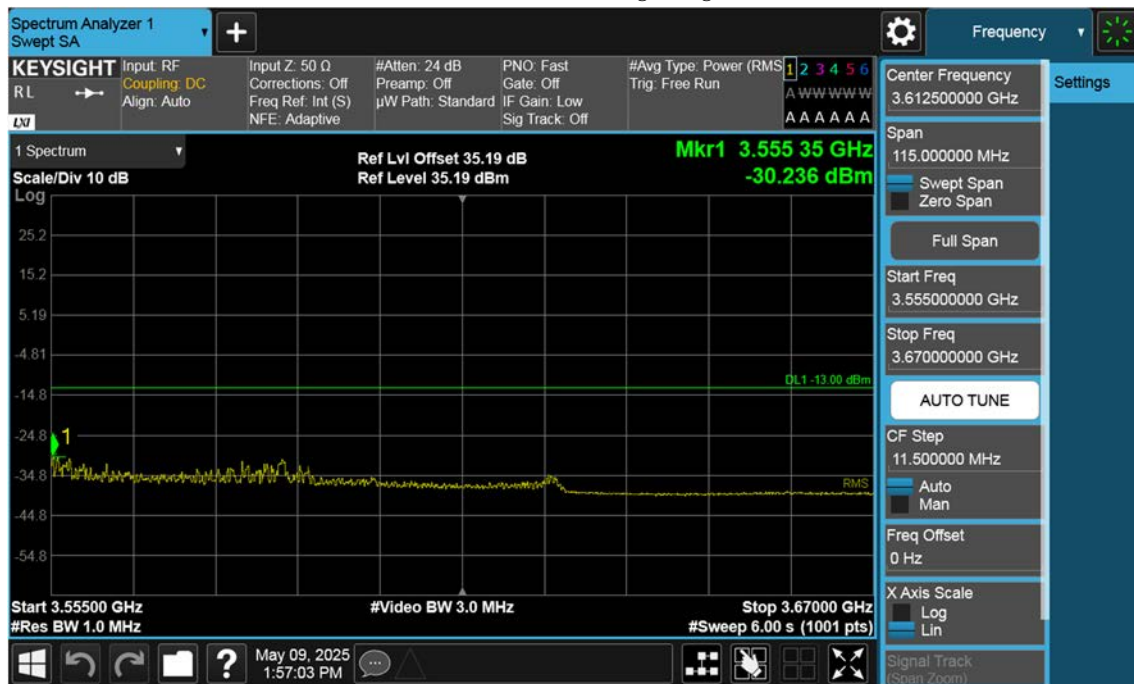 Spectrum Analyzer 1
Swept SA
+
Frequency
KEYSIGHT
RL
LXI
Input: RF
Coupling: DC
Align: Auto
Input Z: 50 Ω
Corrections: Off
Freq Ref: Int (S)
NFE: Adaptive
#Atten: 24 dB
Preamp: Off
µW Path: Standard
PNO: Fast
Gate: Off
IF Gain: Low
Sig Track: Off
#Avg Type: Power (RMS
Trig: Free Run
1 2 3 4 5 6
A W W W W W
A A A A A A
1 Spectrum
Scale/Div 10 dB
Ref Lvl Offset 35.19 dB
Ref Level 35.19 dBm
Mkr1 3.555 35 GHz
-30.236 dBm
Log
25.2
15.2
5.19
-4.81
DL1 -13.00 dBm
-14.8
-24.8
1
-34.8
RMS
-44.8
-54.8
Start 3.55500 GHz
#Video BW 3.0 MHz
Stop 3.67000 GHz
#Res BW 1.0 MHz
#Sweep 6.00 s (1001 pts)
?
May 09, 2025
1:57:03 PM
Center Frequency
3.612500000 GHz
Settings
Span
115.000000 MHz
Swept Span
Zero Span
Full Span
Start Freq
3.555000000 GHz
Stop Freq
3.670000000 GHz
AUTO TUNE
CF Step
11.500000 MHz
Auto
Man
Freq Offset
0 Hz
X Axis Scale
Log
Lin
Signal Track
(Span Zoom)